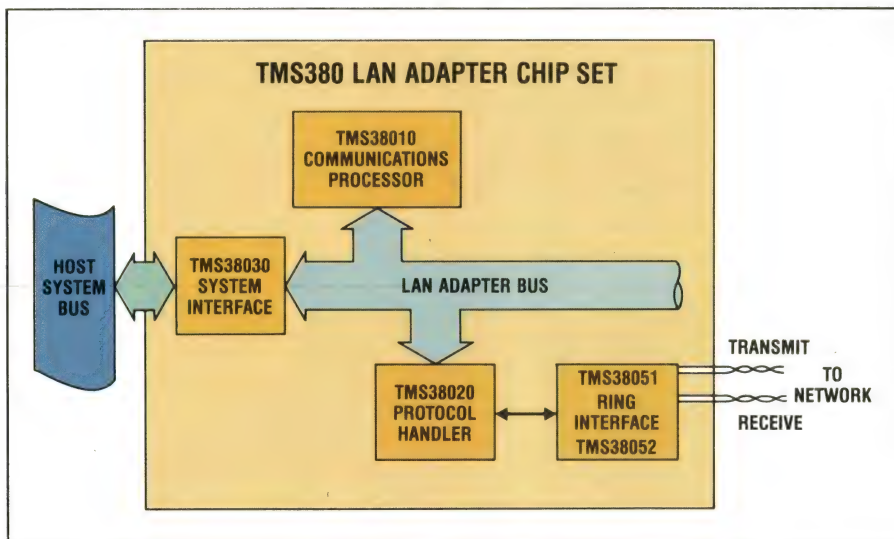 TMS380 LAN ADAPTER CHIP SET
TMS38010
COMMUNICATIONS
PROCESSOR
HOST
SYSTEM
BUS
TMS38030
SYSTEM
INTERFACE
LAN ADAPTER BUS
TMS38020
PROTOCOL
HANDLER
TMS38051
RING
INTERFACE
TMS38052
TRANSMIT
TO
NETWORK
RECEIVE